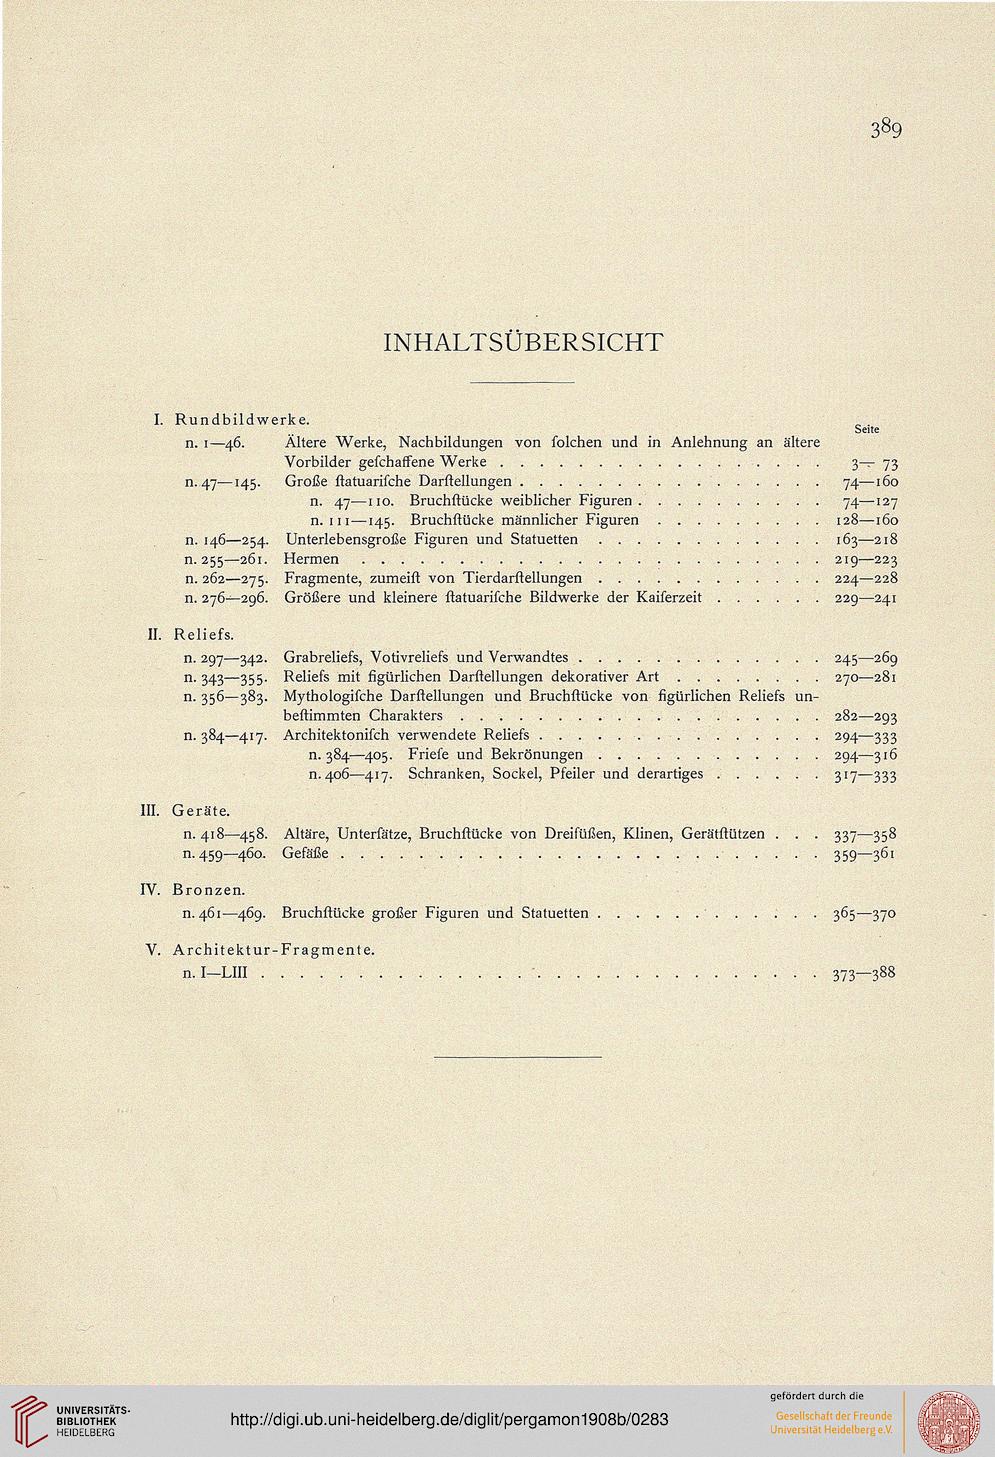 389
INHALTSÜBERSICHT
I. Rundbildwerke.
Seite
n. 1—46. Ältere Werke, Nachbildungen von ſolchen und in Anlehnung an ältere
Vorbilder geſchaffene Werke . . . . . . . . . . . . . . . . . 3— 73
n. 47—145. Große ſtatuariſche Darſtellungen . . . . . . . . . . . . . . . . 74—160
n. 47—110. Bruchſtücke weiblicher Figuren . . . . . . . . . . 74—127
n. 111—145. Bruchſtücke männlicher Figuren . . . . . . . . . 128—160
n. 146—254. Unterlebensgroße Figuren und Statuetten . . . . . . . . . . . . 163—218
n. 255—261. Hermen . . . . . . . . . . . . . . . . . . . . . . . . 219—223
n. 262—275. Fragmente, zumeiſt von Tierdarſtellungen . . . . . . . . . . . . 224—228
n. 276—296. Größere und kleinere ſtatuariſche Bildwerke der Kaiſerzeit . . . . . . 229—241
II. Reliefs.
n. 297—342. Grabreliefs, Votivreliefs und Verwandtes . . . . . . . . . . . . . 245—269
n. 343—355. Reliefs mit figürlichen Darſtellungen dekorativer Art . . . . . . . . 270—281
n. 356—383. Mythologiſche Darſtellungen und Bruchſtücke von figürlichen Reliefs un-
beſtimmten Charakters . . . . . . . . . . . . . . . . . . . 282—293
n. 384—417. Architektoniſch verwendete Reliefs . . . . . . . . . . . . . . . 294—333
n. 384—405. Frieſe und Bekrönungen . . . . . . . . . . . . 294—316
n. 406—417. Schranken, Sockel, Pfeiler und derartiges . . . . . . 317—333
III. Geräte.
n. 418—458. Altäre, Unterſätze, Bruchſtücke von Dreifüßen, Klinen, Gerätſtützen . . . 337—358
n. 459—460. Gefäße . . . . . . . . . . . . . . . . . . . . . . . . . 359—361
IV. Bronzen.
n. 461—469. Bruchſtücke großer Figuren und Statuetten . . . . . . . . . . . . 365—370
V. Architektur-Fragmente.
n. I—LIII . . . . . . . . . . . . . . . . . . . . . . . . . . . . . 373—388
UNIVERSITÄTS-
BIBLIOTHEK
HEIDELBERG
http://digi.ub.uni-heidelberg.de/diglit/pergamon1908b/0283
gefördert durch die
Gesellschaft der Freunde
Universität Heidelberg e.V.